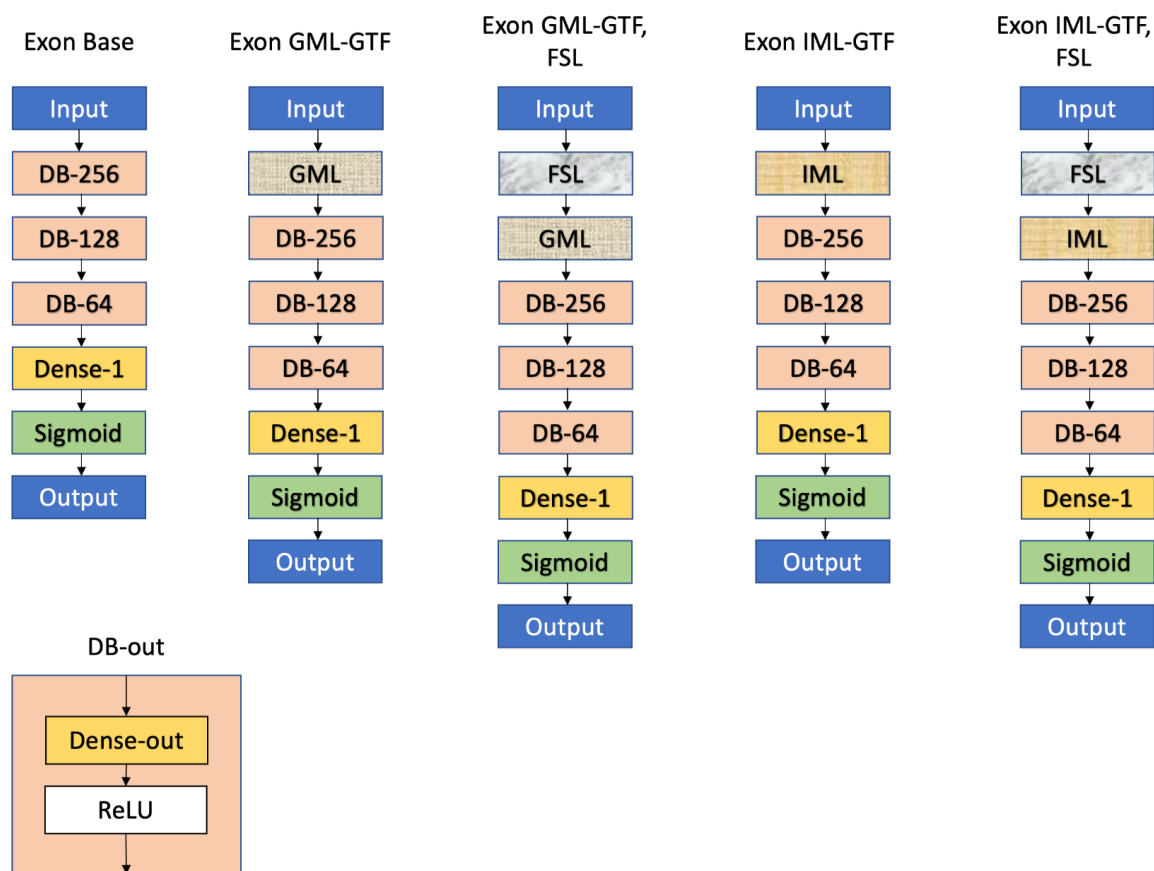 Exon Base
Input
DB-256
DB-128
DB-64
Dense-1
Sigmoid
Output
Exon GML-GTF
Input
GML
DB-256
DB-128
DB-64
Dense-1
Sigmoid
Output
Exon GML-GTF,
FSL
Input
FSL
GML
DB-256
DB-128
DB-64
Dense-1
Sigmoid
Output
Exon IML-GTF
Input
IML
DB-256
DB-128
DB-64
Dense-1
Sigmoid
Output
Exon IML-GTF,
FSL
Input
FSL
IML
DB-256
DB-128
DB-64
Dense-1
Sigmoid
Output
DB-out
Dense-out
ReLU